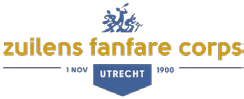 zuilens fanfare corps
1 NOV UTRECHT 1900